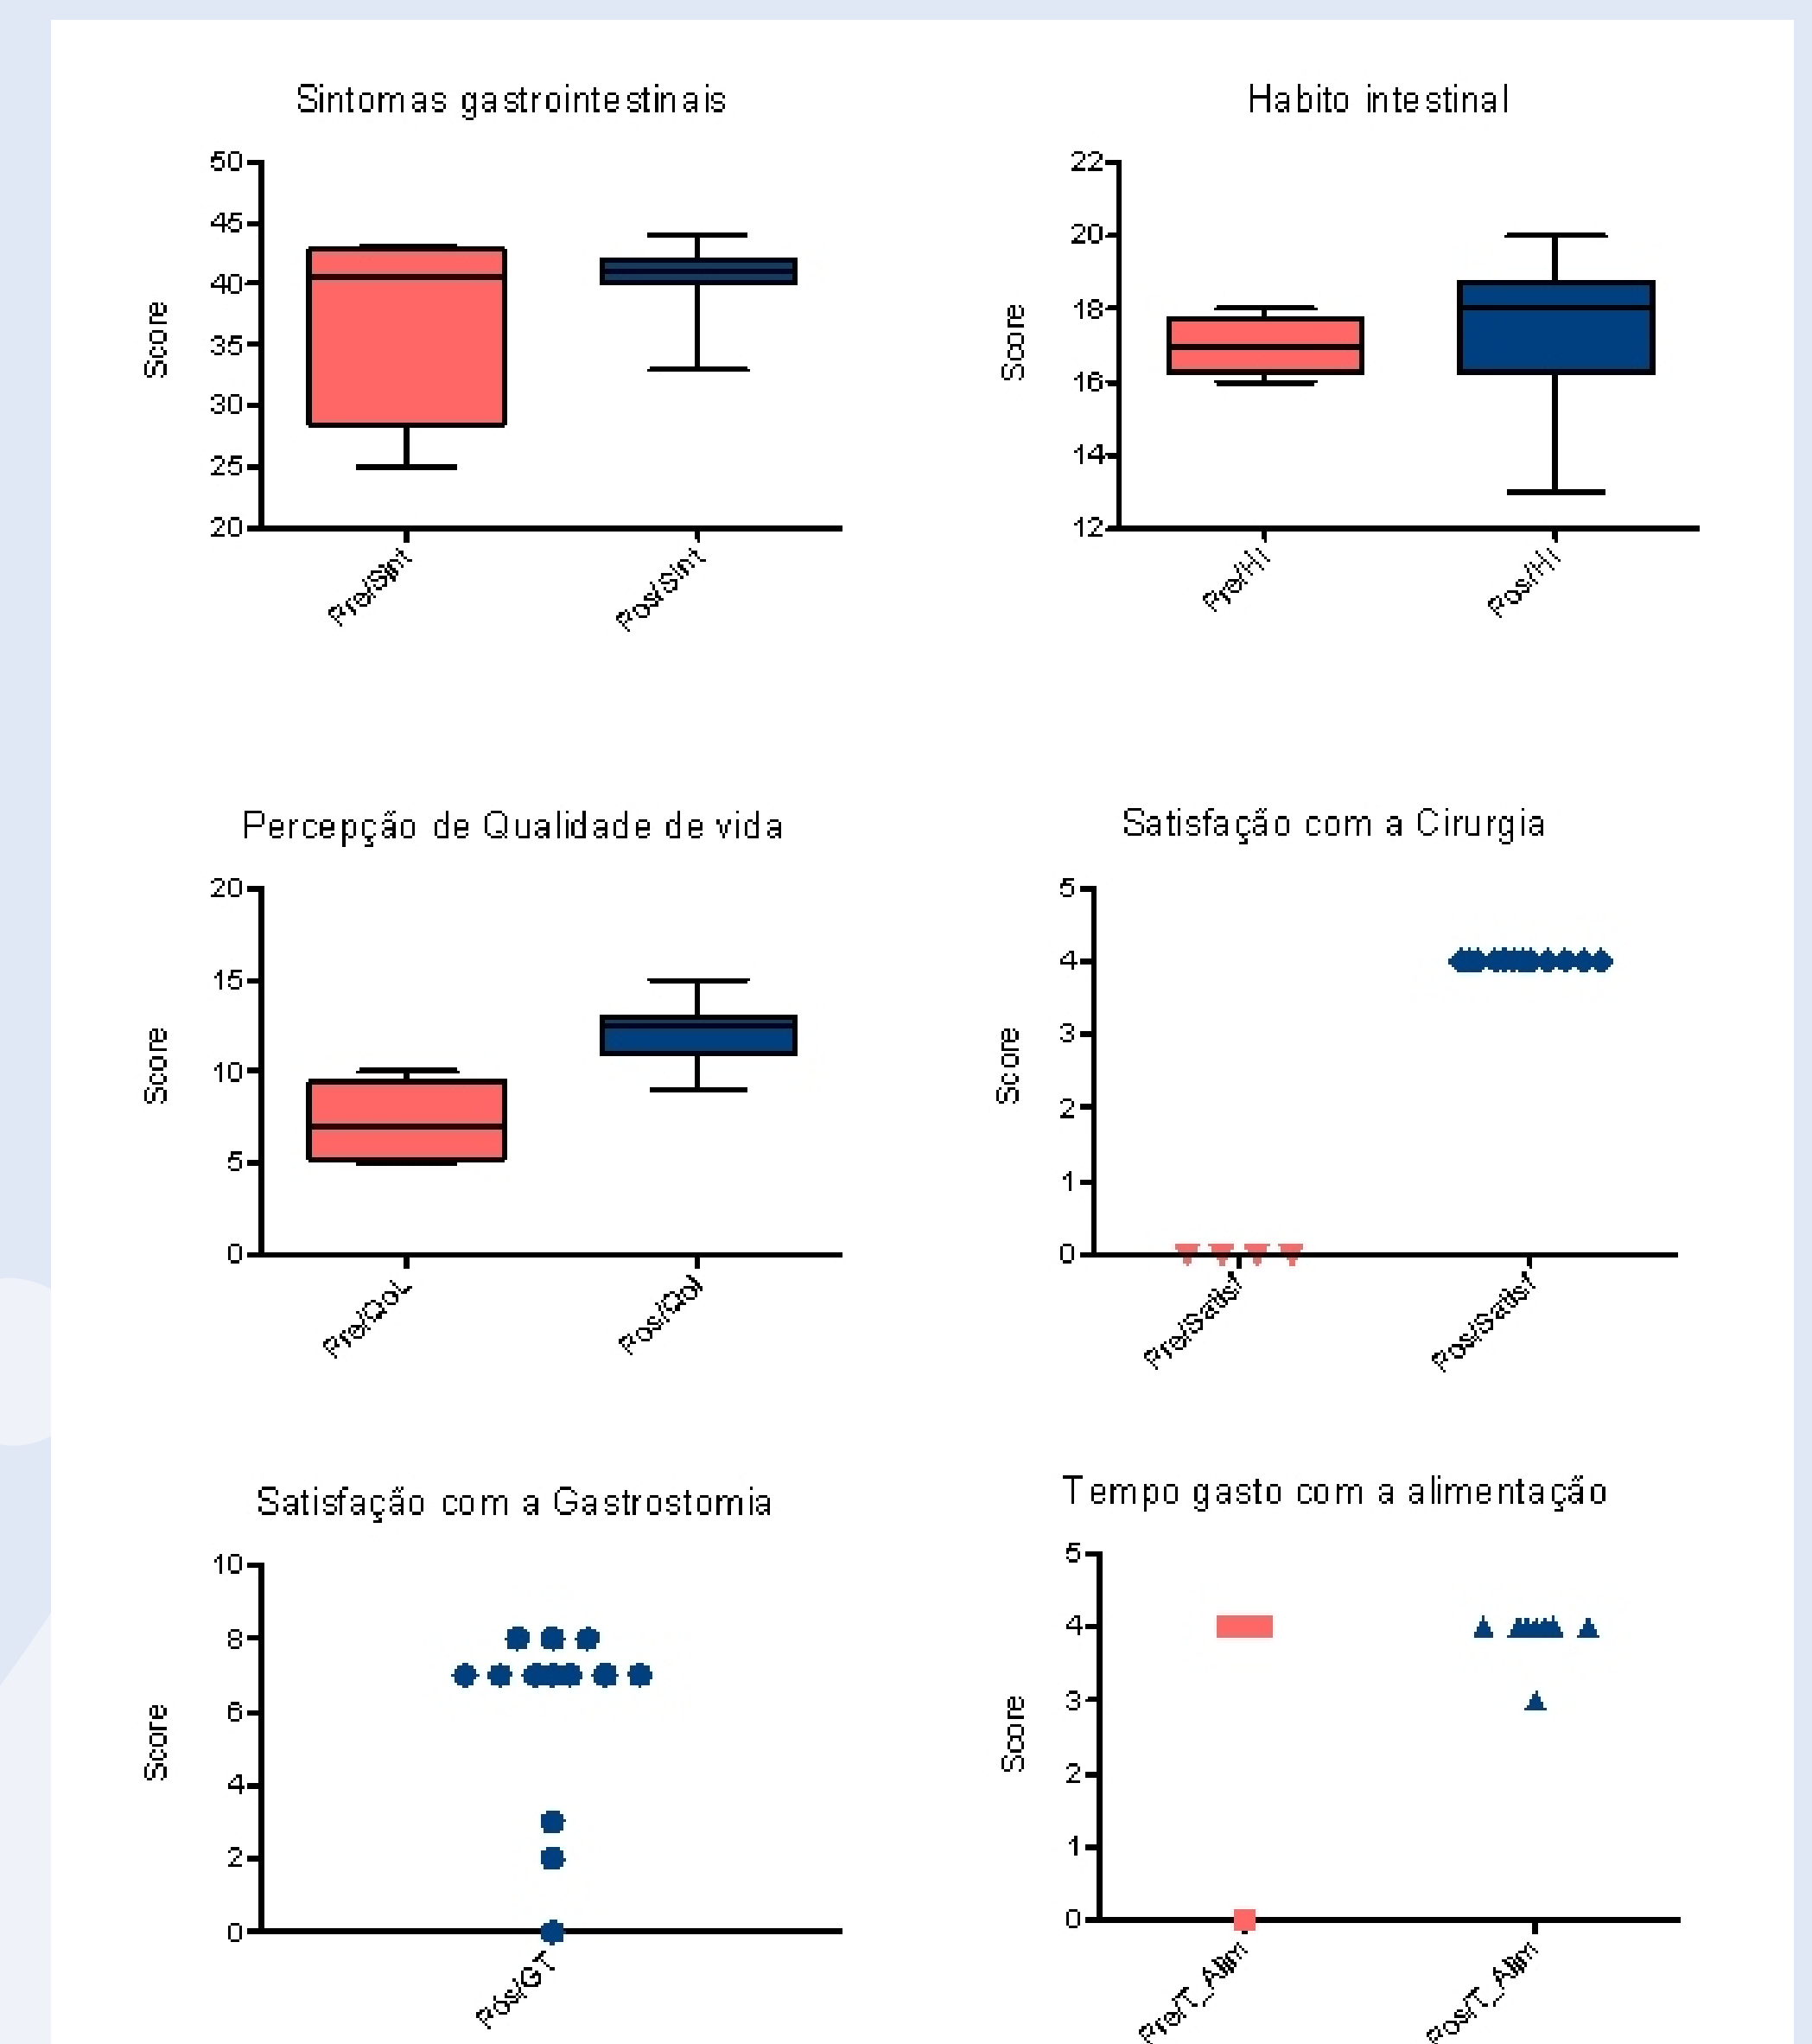 Sintomas gastrointestinais
Score
50
45
40
35
30
25
20
Pre/Sint
Pos/Sint
Habito intestinal
Score
22
20
18
16
14
12
Pre/HI
Pos/HI
Percepção de Qualidade de vida
Score
20
15
10
5
0
Pre/QoL
Pos/Qol
Satisfação com a Cirurgia
Score
5
4
3
2
1
0
Pre/Satisf
Pos/Satisf
Satisfação com a Gastrostomia
Score
10
8
6
4
2
0
Pós/GT
Tempo gasto com a alimentação
Score
5
4
3
2
1
0
Pre/T_Alim
Pos/T_Alim